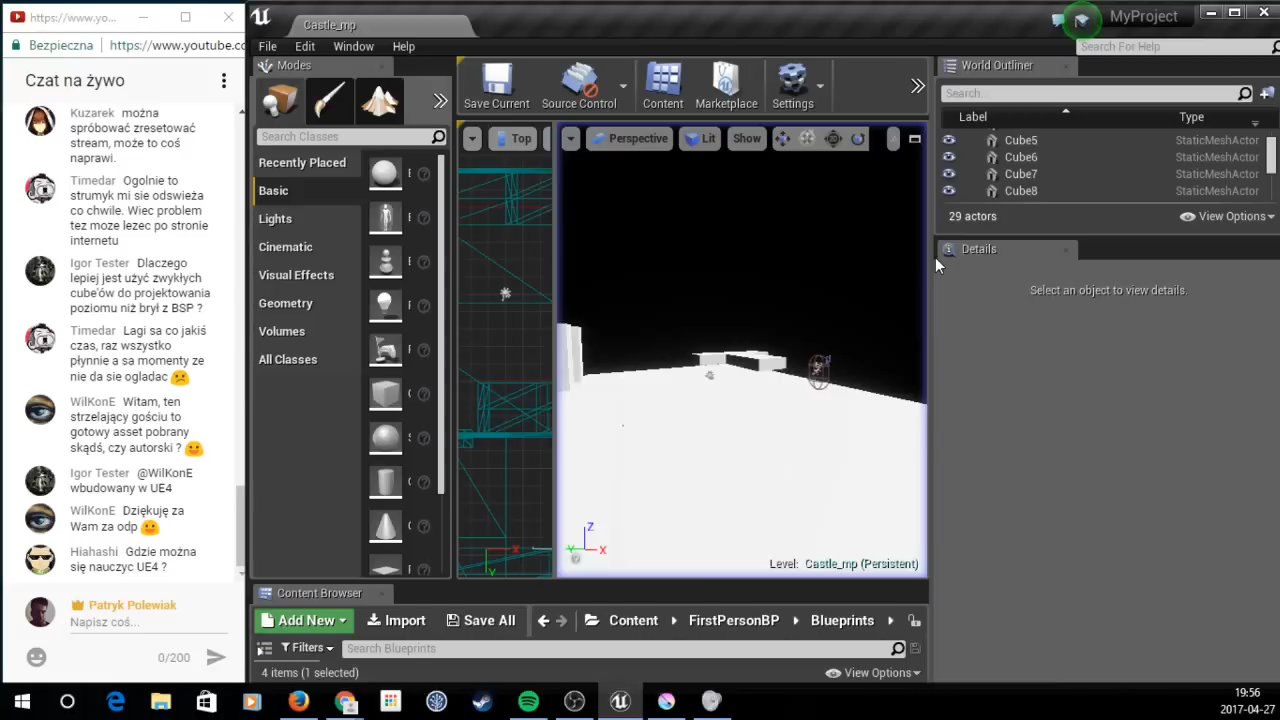 https://www.yo...
Bezpieczna
https://www.youtube.cc
Czat na żywo
Kuzarek można
spróbować zresetować
stream, może to coś
naprawi.
Timedar Ogolnie to
strumyk mi sie odswieża
co chwile. Wiec problem
tez moze lezec po stronie
internetu
Igor Tester Dlaczego
lepiej jest użyć zwykłych
cube'ów do projektowania
poziomu niż brył z BSP ?
Timedar Lagi sa co jakiś
czas, raz wszystko
płynnie a sa momenty ze
nie da sie ogladac
WilKonE Witam, ten
strzelający gościu to
gotowy asset pobrany
skądś, czy autorski ?
Igor Tester @WilKonE
wbudowany w UE4
WilKonE Dziękuję za
Wam za odp
Hiahashi Gdzie można
się nauczyc UE4 ?
Patryk Polewiak
Napisz coś...
0/200
Castle_mp
MyProject
File
Edit
Window
Help
Search For Help
Modes
Search Classes
Recently Placed
Basic
Lights
Cinematic
Visual Effects
Geometry
Volumes
All Classes
Save Current
Source Control
Content
Marketplace
Settings
Top
Perspective
Lit
Show
X
Y
Z
X
Y
Level: Castle_mp (Persistent)
World Outliner
Search...
Label
Type
Cube5 StaticMeshActor
Cube6 StaticMeshActor
Cube7 StaticMeshActor
Cube8 StaticMeshActor
29 actors
View Options
Details
Select an object to view details.
Content Browser
Add New
Import
Save All
Content
FirstPersonBP
Blueprints
Filters
Search Blueprints
4 items (1 selected)
View Options
19:56
2017-04-27